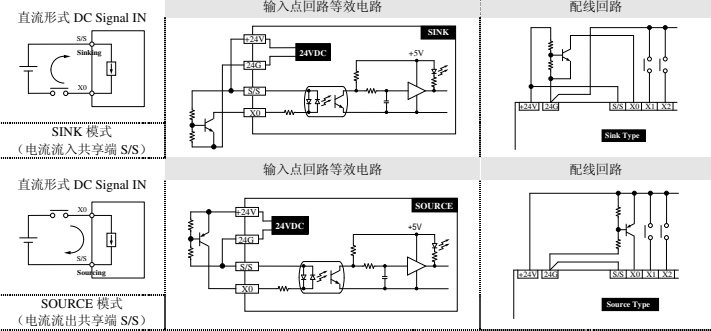 直流形式 DC Signal IN
输入点回路等效电路
配线回路
S/S
Sinking
X0
SINK 模式
（电流流入共享端 S/S）
+24V
24VDC
24G
S/S
X0
SINK
+5V
+24V 24G S/S X0 X1 X2
Sink Type
直流形式 DC Signal IN
输入点回路等效电路
配线回路
X0
S/S
Sourcing
SOURCE 模式
（电流流出共享端 S/S）
+24V
24VDC
24G
S/S
X0
SOURCE
+5V
+24V 24G S/S X0 X1 X2
Source Type